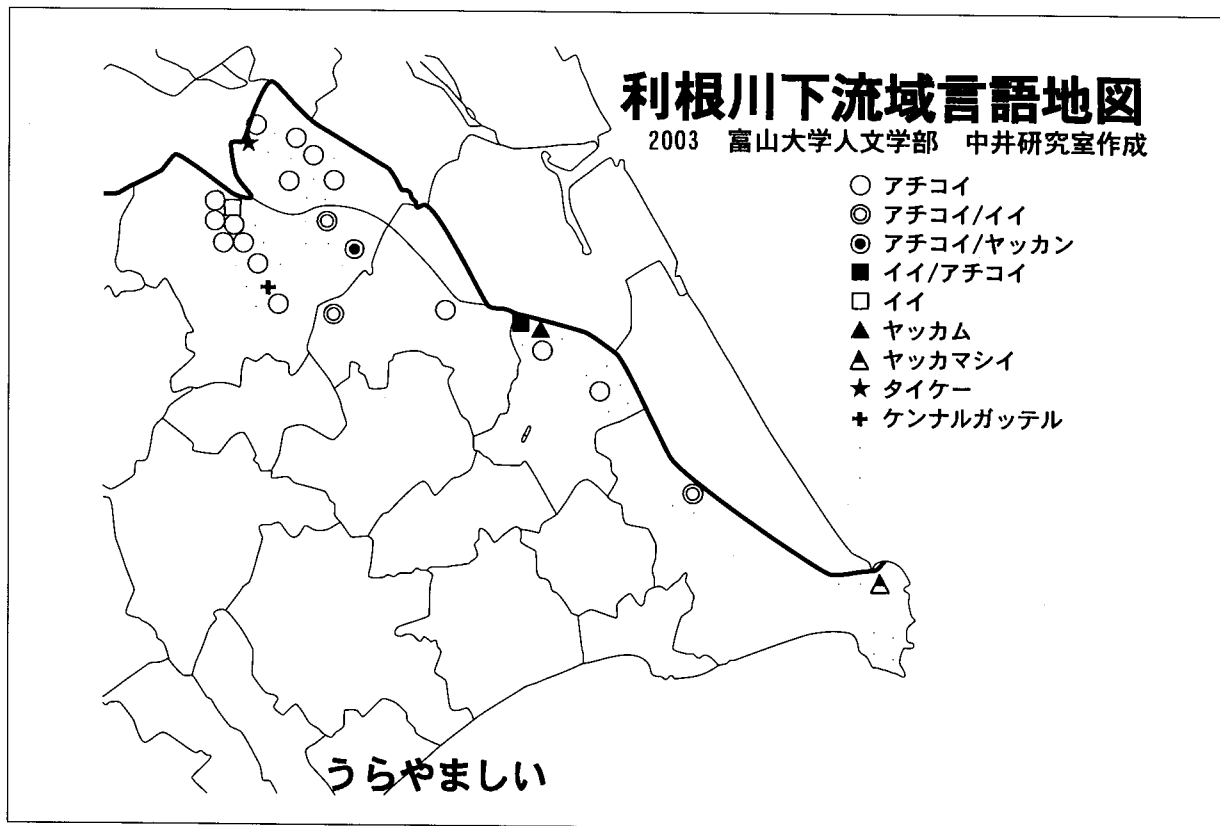 利根川下流域言語地図
2003 富山大学人文学部 中井研究室作成
○ アチコイ
◎ アチコイ/イイ
◉ アチコイ/ヤッカン
■ イイ/アチコイ
□ イイ
▲ ヤッカム
◮ ヤッカマシイ
★ タイケー
+ ケンナルガッテル
うらやましい